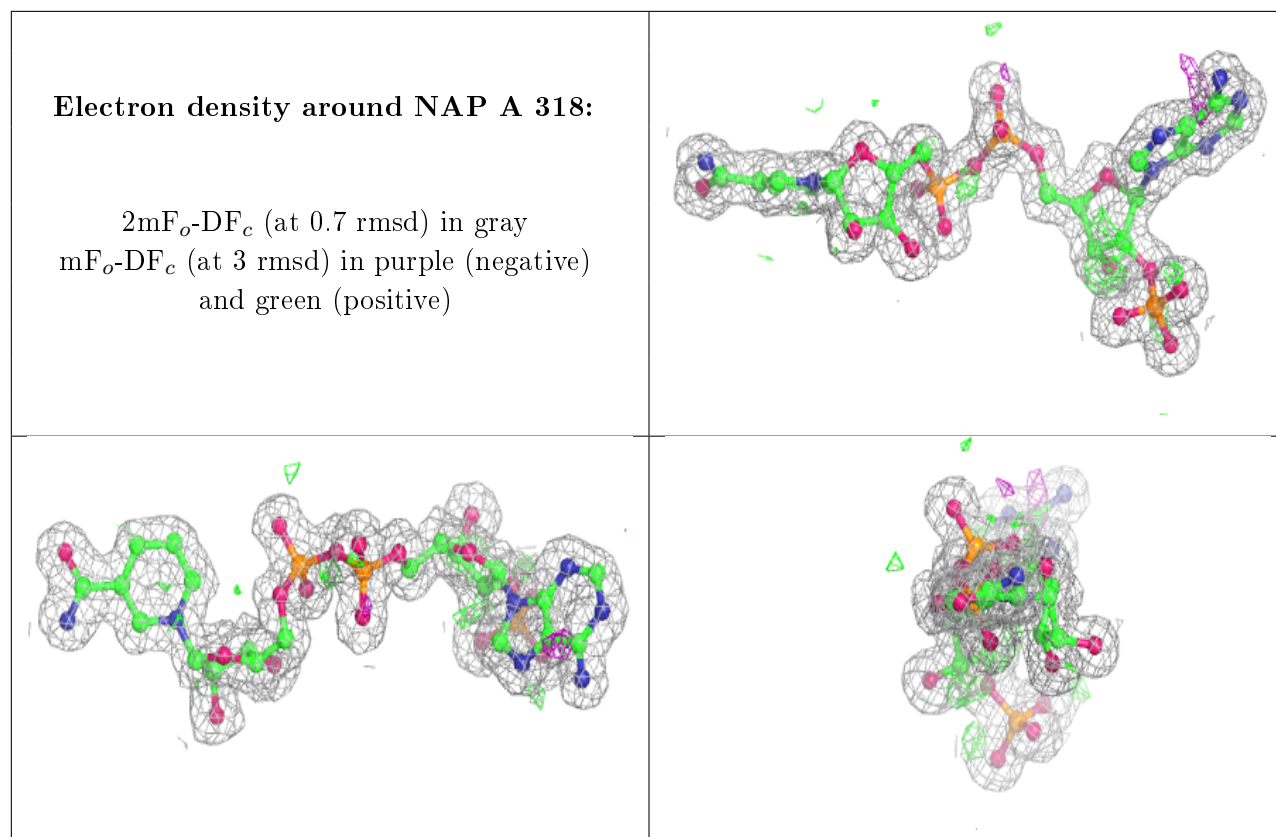 Electron density around NAP A 318:
2mFo-DFc (at 0.7 rmsd) in gray
mFo-DFc (at 3 rmsd) in purple (negative)
and green (positive)